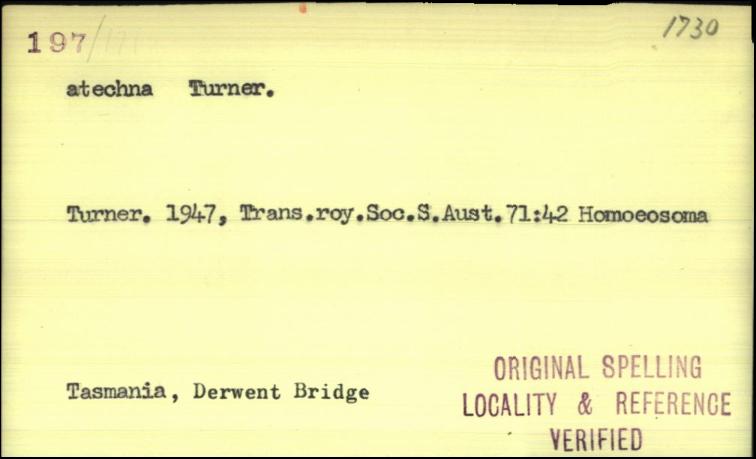 197/
1730
atechna Turner.
Turner. 1947, Trans.roy.Soc.S.Aust.71:42 Homoeosoma
Tasmania, Derwent Bridge
ORIGINAL SPELLING
LOCALITY & REFERENCE
VERIFIED